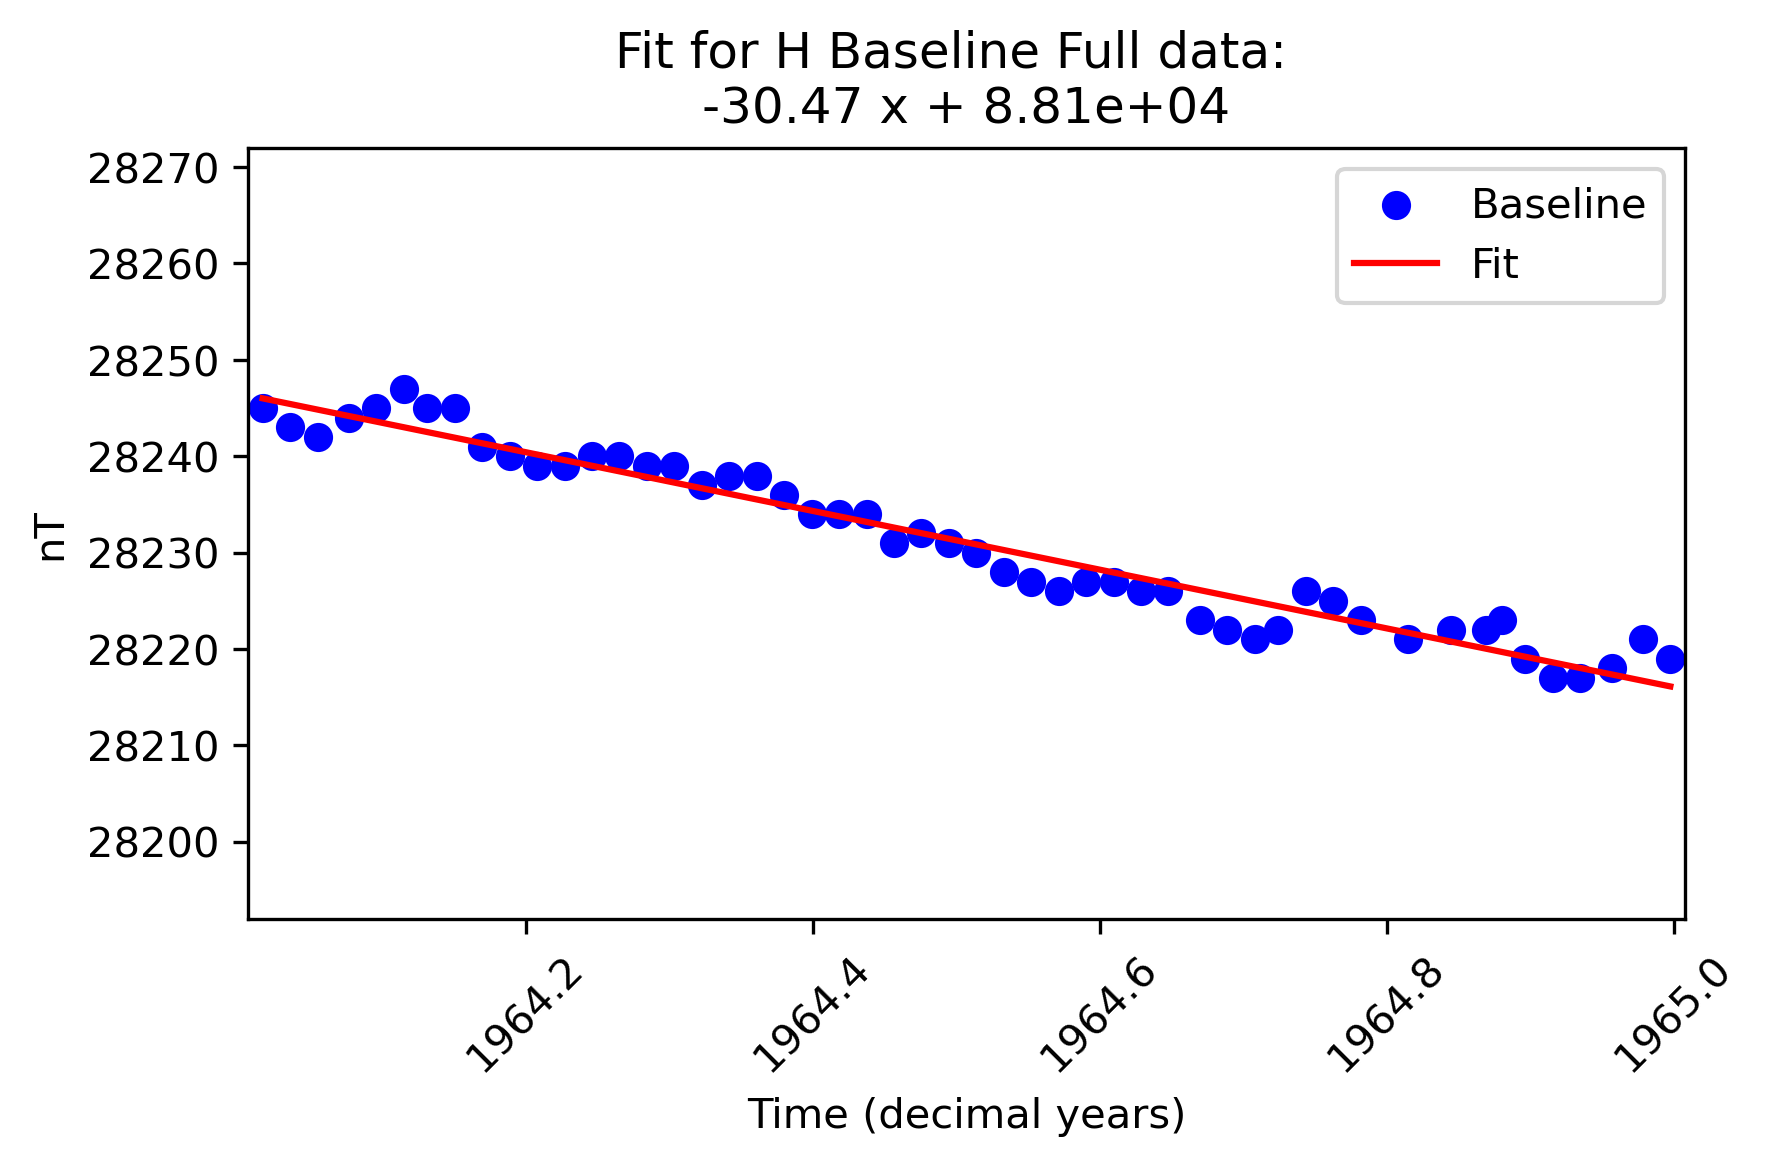 Fit for H Baseline Full data:
-30.47 x + 8.81e+04
28270
28260
28250
28240
28230
28220
28210
28200
nT
Baseline
Fit
1964.2
1964.4
1964.6
1964.8
1965.0
Time (decimal years)